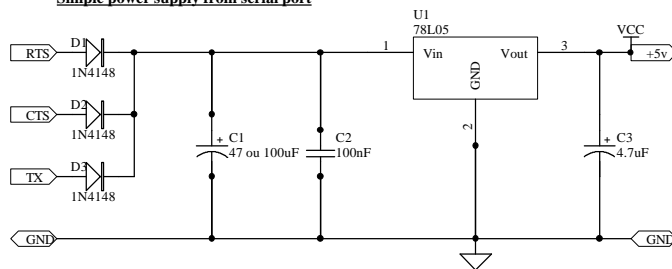 Simple power supply from serial port
U1
78L05
VCC
D1
RTS
1N4148
1
Vin
Vout
3
+5v
GND
2
D2
CTS
1N4148
C1
47 ou 100uF
C2
100nF
C3
4.7uF
D3
TX
1N4148
GND
GND